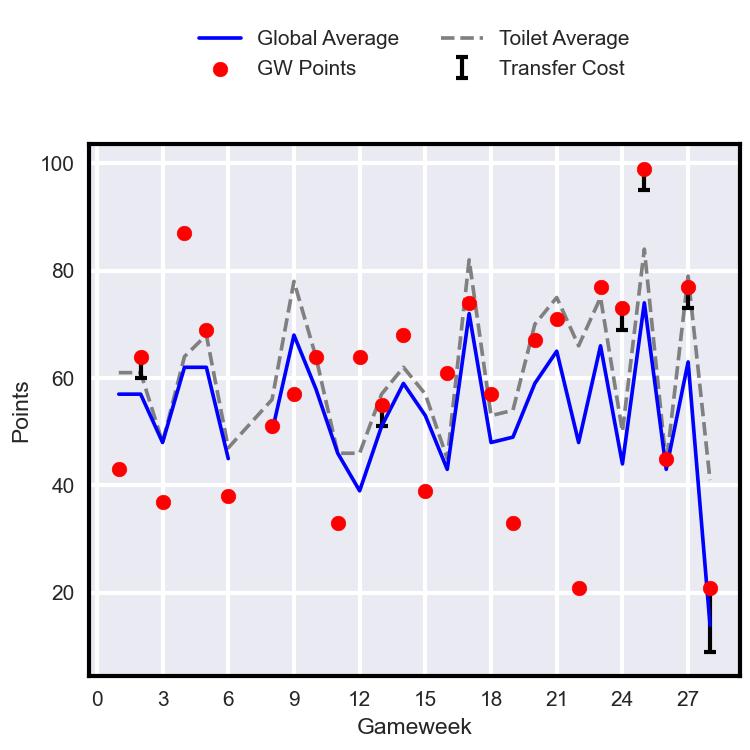 Global Average
Toilet Average
GW Points
Transfer Cost
100
80
60
40
20
Points
0 3 6 9 12 15 18 21 24 27
Gameweek